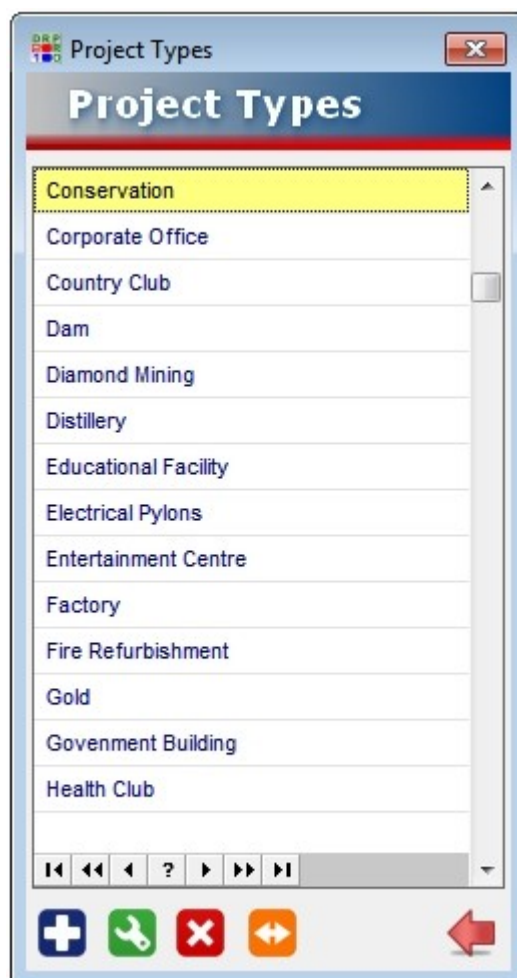 Project Types
Project Types
Conservation
Corporate Office
Country Club
Dam
Diamond Mining
Distillery
Educational Facility
Electrical Pylons
Entertainment Centre
Factory
Fire Refurbishment
Gold
Govenment Building
Health Club
?